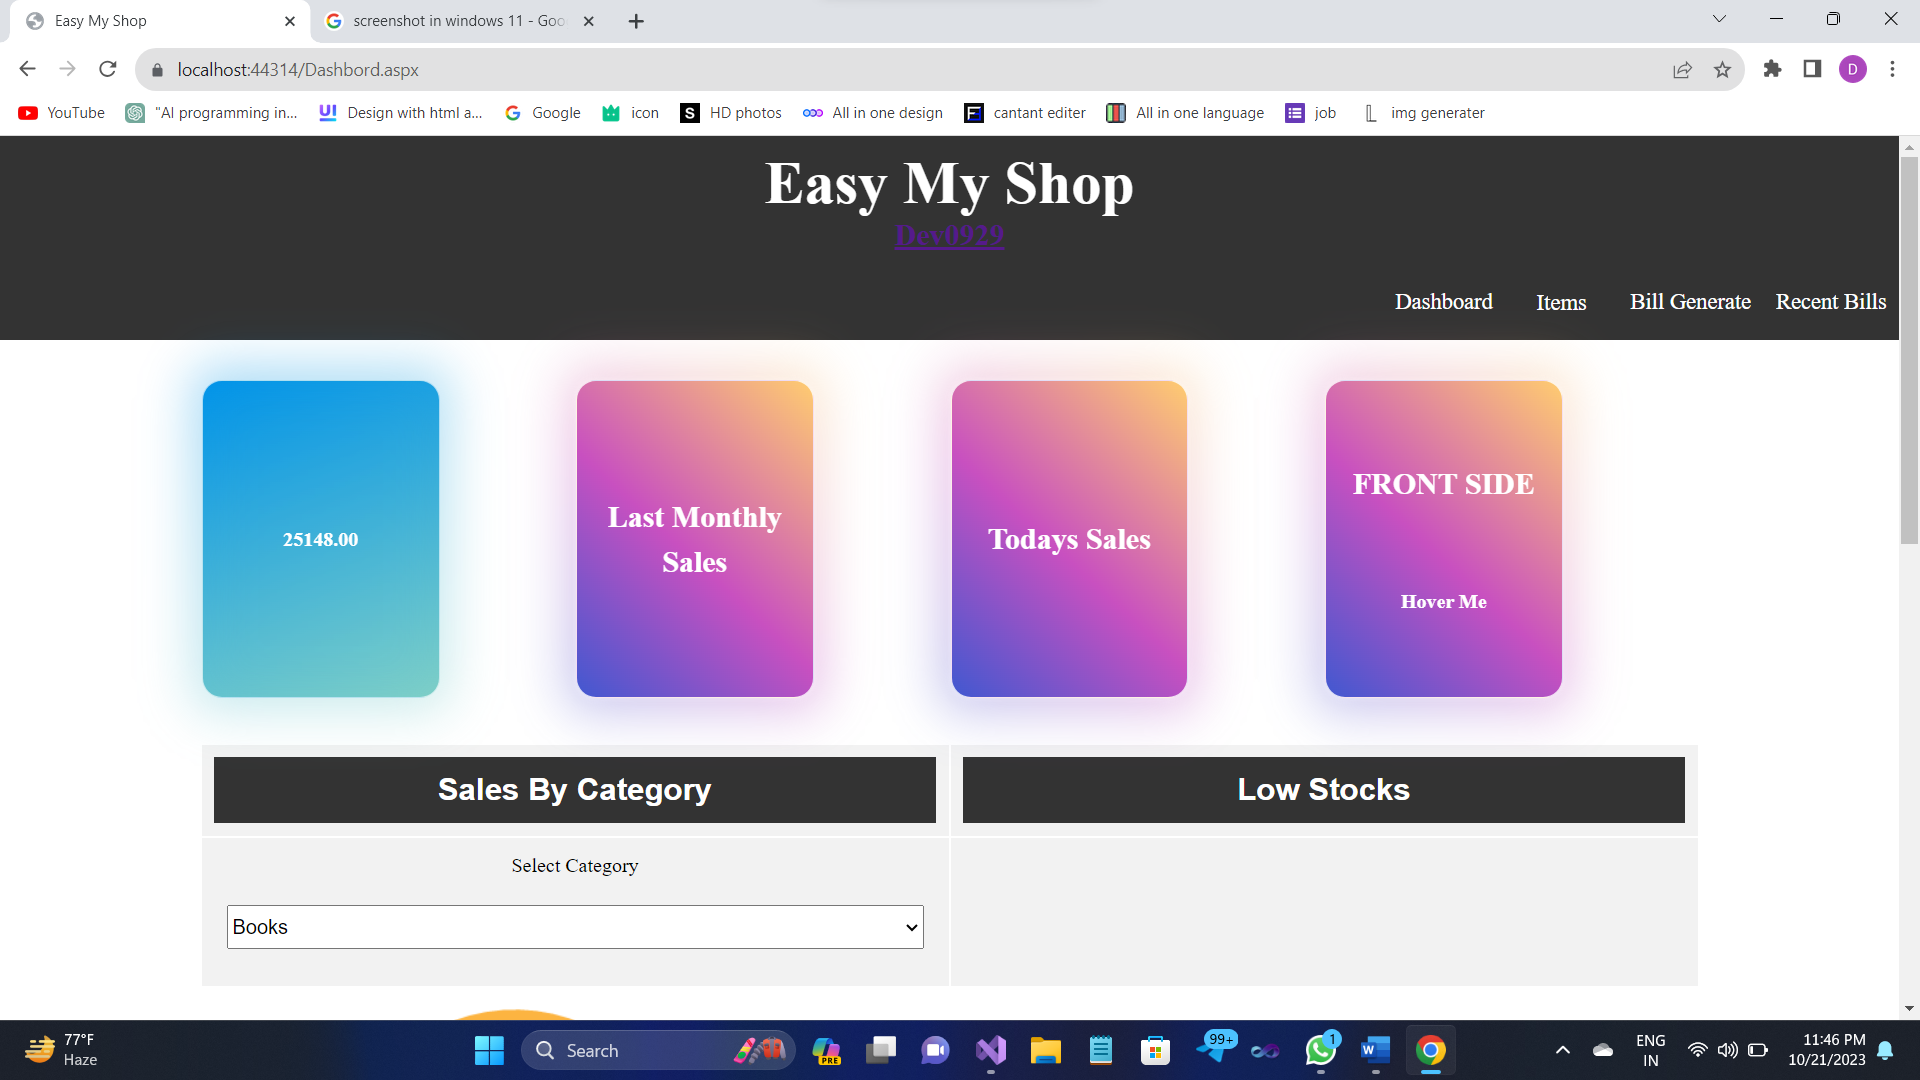 Easy My Shop
screenshot in windows 11 - Goo
localhost:44314/Dashbord.aspx
D
YouTube
"AI programming in...
Design with html a...
Google
icon
HD photos
All in one design
cantant editer
All in one language
job
img generater
Easy My Shop
Dev0929
Dashboard
Items
Bill Generate
Recent Bills
25148.00
Last Monthly
Sales
Todays Sales
FRONT SIDE
Hover Me
Sales By Category
Low Stocks
Select Category
Books
77°F
Haze
Search
PRE
99+
1
ENG
IN
11:46 PM
10/21/2023